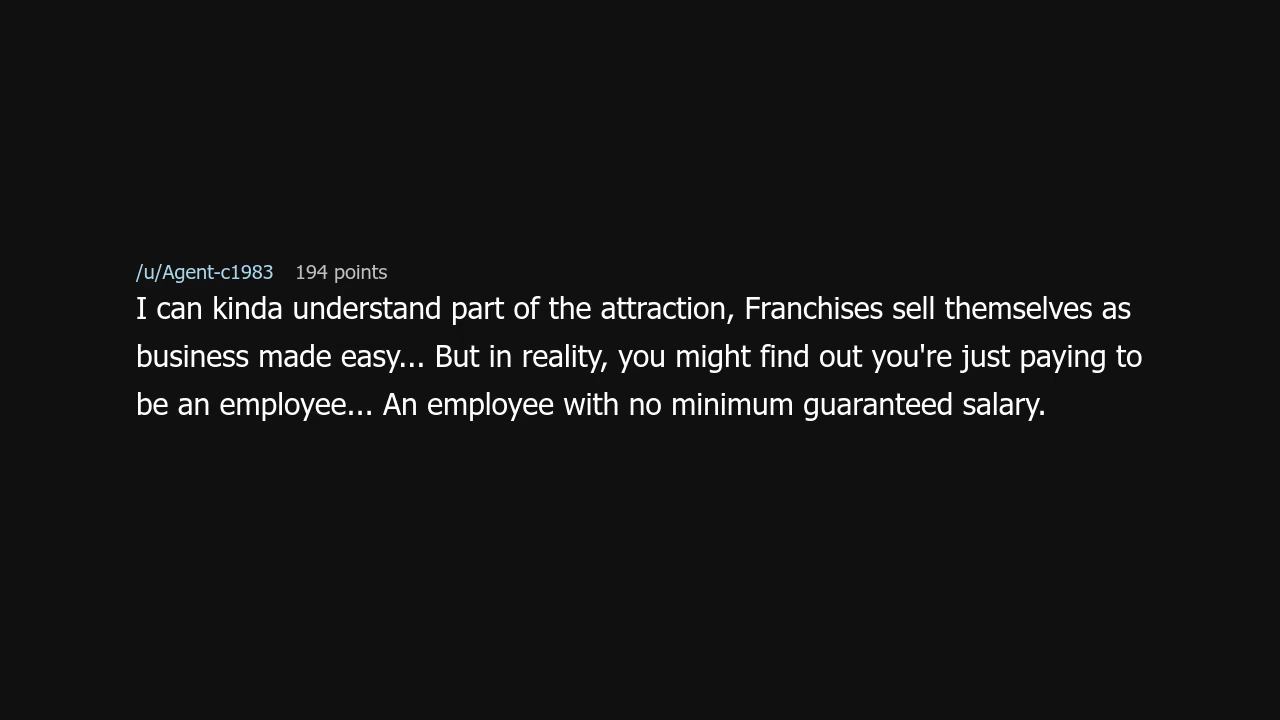 /u/Agent-c1983 194 points
I can kinda understand part of the attraction, Franchises sell themselves as
business made easy... But in reality, you might find out you're just paying to
be an employee... An employee with no minimum guaranteed salary.